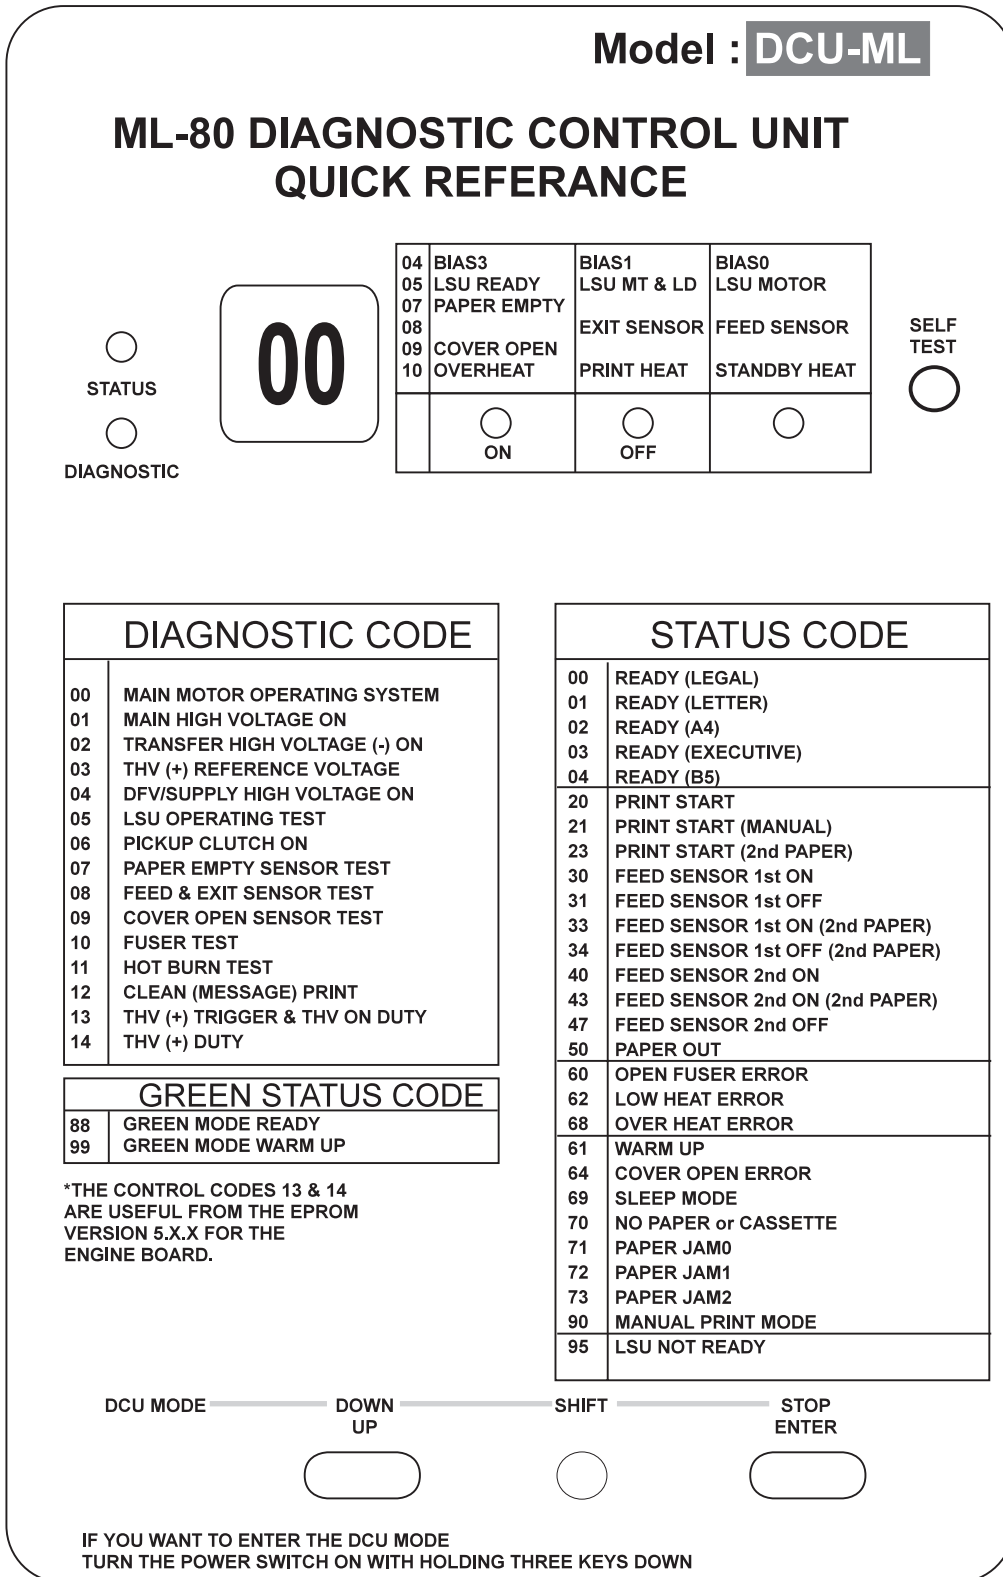 Model : DCU-ML
ML-80 DIAGNOSTIC CONTROL UNIT
QUICK REFERANCE
04 BIAS3 BIAS1 BIAS0
05 LSU READY LSU MT & LD LSU MOTOR
07 PAPER EMPTY
08 EXIT SENSOR FEED SENSOR
09 COVER OPEN
10 OVERHEAT PRINT HEAT STANDBY HEAT
ON OFF
00
STATUS
DIAGNOSTIC
SELF
TEST
DIAGNOSTIC CODE
00 MAIN MOTOR OPERATING SYSTEM
01 MAIN HIGH VOLTAGE ON
02 TRANSFER HIGH VOLTAGE (-) ON
03 THV (+) REFERENCE VOLTAGE
04 DFV/SUPPLY HIGH VOLTAGE ON
05 LSU OPERATING TEST
06 PICKUP CLUTCH ON
07 PAPER EMPTY SENSOR TEST
08 FEED & EXIT SENSOR TEST
09 COVER OPEN SENSOR TEST
10 FUSER TEST
11 HOT BURN TEST
12 CLEAN (MESSAGE) PRINT
13 THV (+) TRIGGER & THV ON DUTY
14 THV (+) DUTY
GREEN STATUS CODE
88 GREEN MODE READY
99 GREEN MODE WARM UP
*THE CONTROL CODES 13 & 14
ARE USEFUL FROM THE EPROM
VERSION 5.X.X FOR THE
ENGINE BOARD.
STATUS CODE
00 READY (LEGAL)
01 READY (LETTER)
02 READY (A4)
03 READY (EXECUTIVE)
04 READY (B5)
20 PRINT START
21 PRINT START (MANUAL)
23 PRINT START (2nd PAPER)
30 FEED SENSOR 1st ON
31 FEED SENSOR 1st OFF
33 FEED SENSOR 1st ON (2nd PAPER)
34 FEED SENSOR 1st OFF (2nd PAPER)
40 FEED SENSOR 2nd ON
43 FEED SENSOR 2nd ON (2nd PAPER)
47 FEED SENSOR 2nd OFF
50 PAPER OUT
60 OPEN FUSER ERROR
62 LOW HEAT ERROR
68 OVER HEAT ERROR
61 WARM UP
64 COVER OPEN ERROR
69 SLEEP MODE
70 NO PAPER or CASSETTE
71 PAPER JAM0
72 PAPER JAM1
73 PAPER JAM2
90 MANUAL PRINT MODE
95 LSU NOT READY
DCU MODE DOWN SHIFT STOP
UP ENTER
IF YOU WANT TO ENTER THE DCU MODE
TURN THE POWER SWITCH ON WITH HOLDING THREE KEYS DOWN